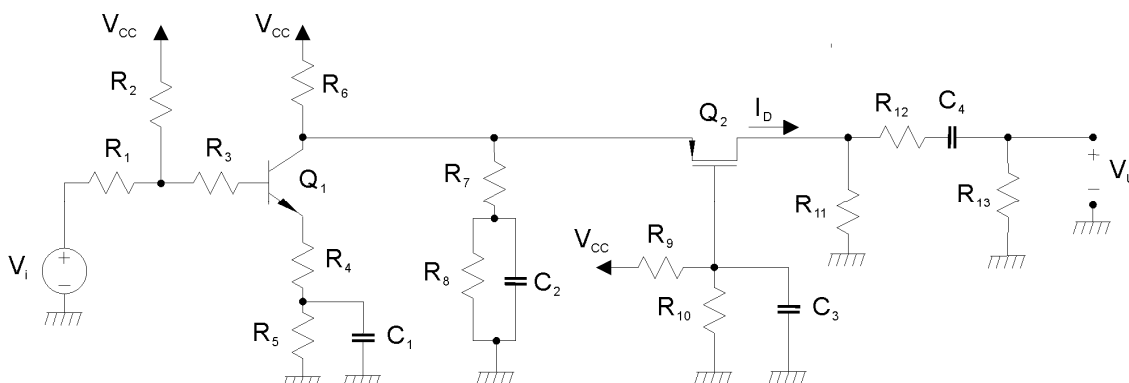 V_CC
V_CC
R_2
R_6
Q_2
I_D
R_12
C_4
R_1
R_3
Q_1
R_7
R_11
R_13
V_u
+
−
V_i
+
−
R_4
R_8
C_2
V_CC
R_9
R_10
C_3
R_5
C_1